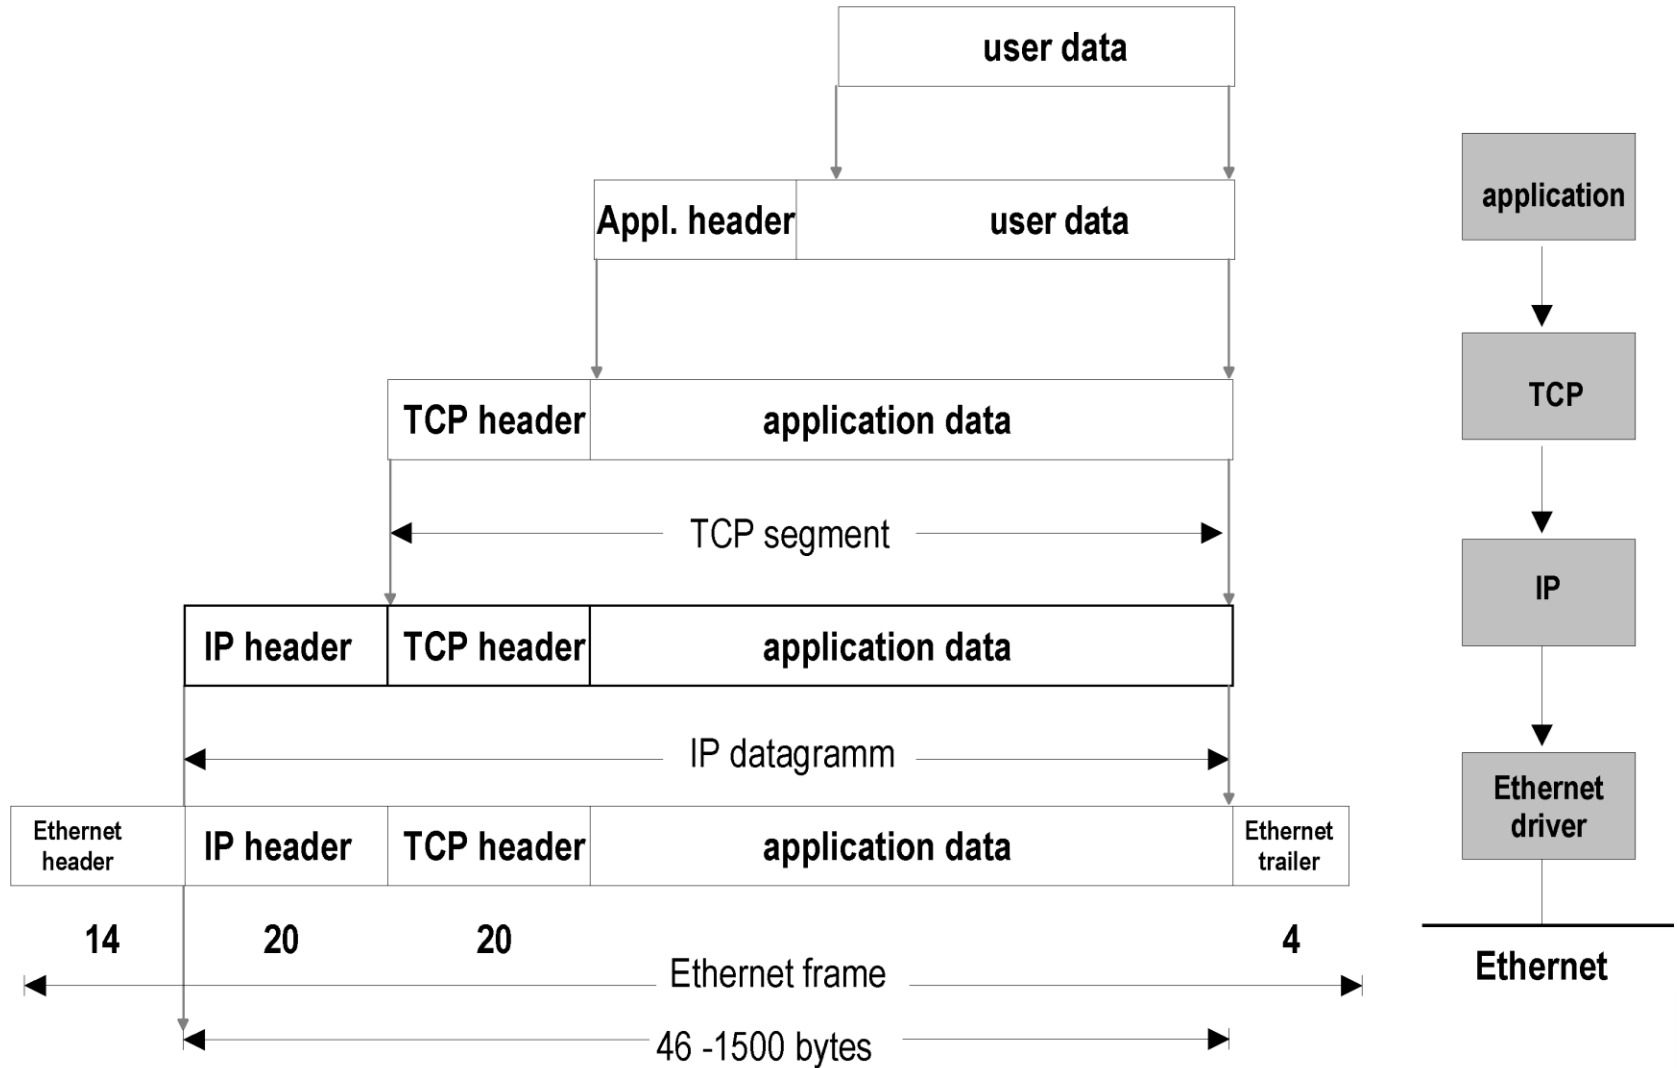 user data
Appl. header
user data
application
TCP header
application data
TCP
TCP segment
IP header
TCP header
application data
IP
IP datagramm
Ethernet
header
IP header
TCP header
application data
Ethernet
trailer
Ethernet
driver
14
20
20
4
Ethernet frame
Ethernet
46 -1500 bytes